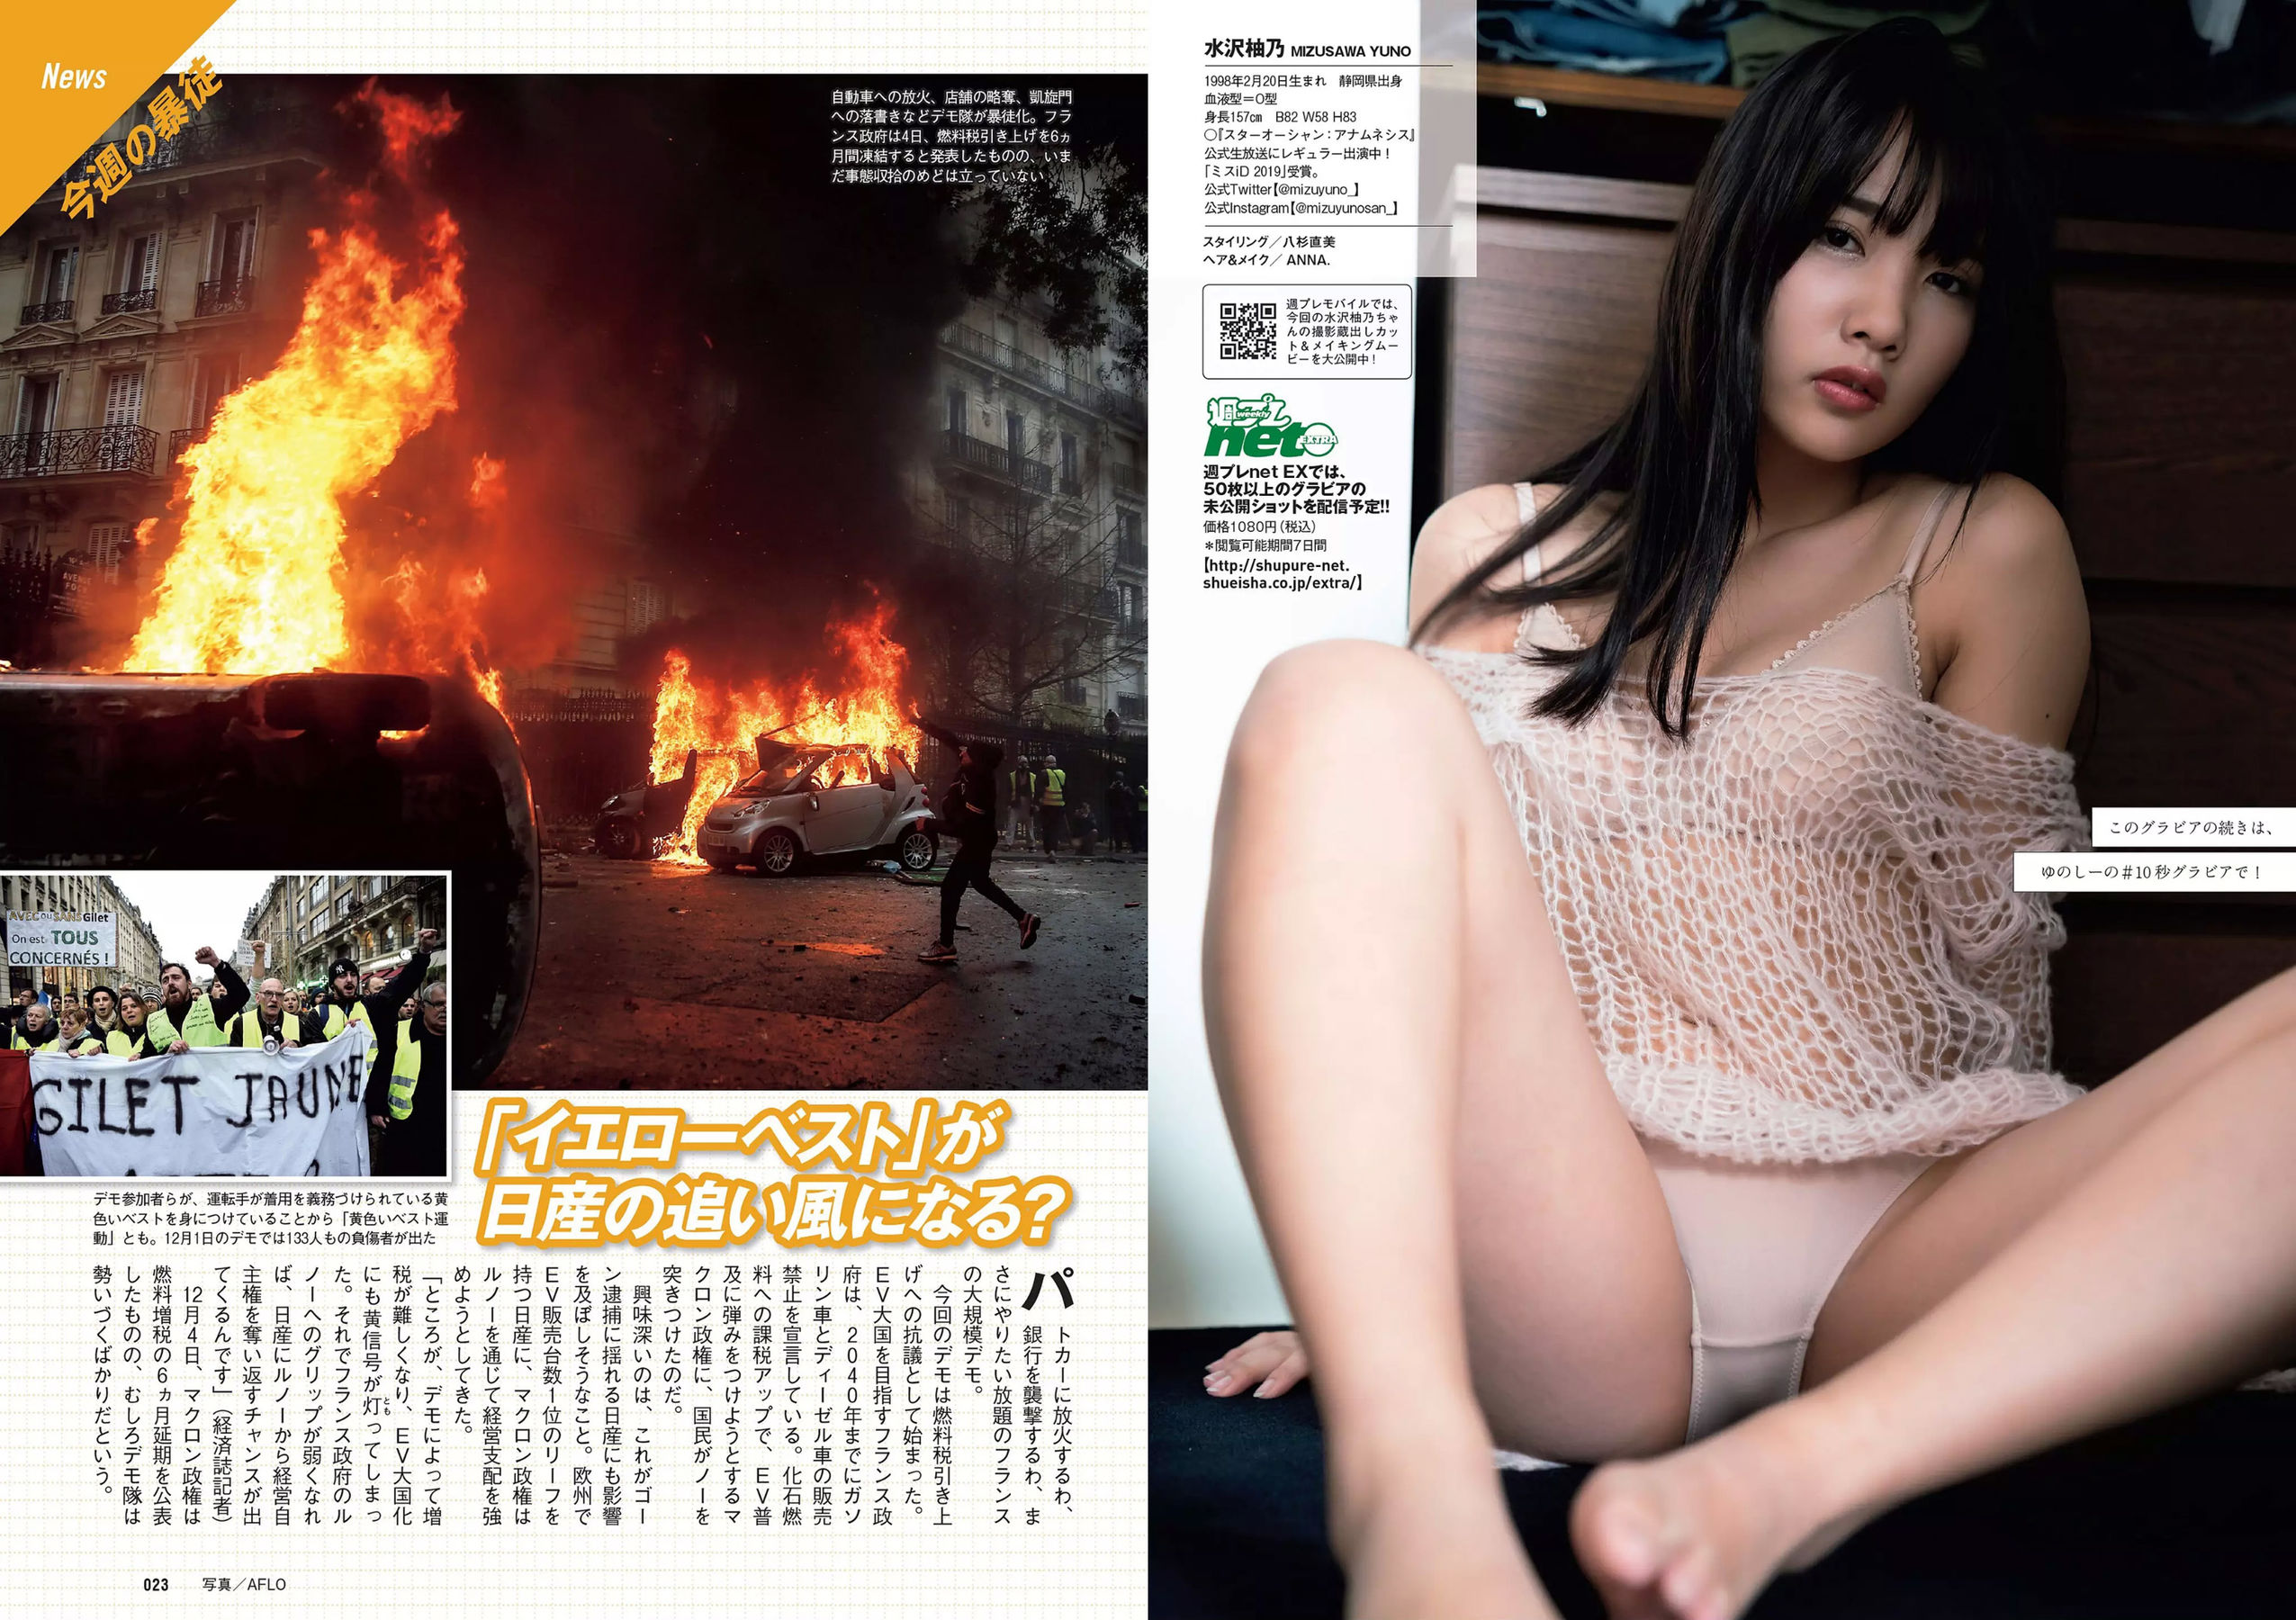 News
今週の暴徒
自動車への放火、店舗の略奪、凱旋門
への落書きなどデモ隊が暴徒化。フラ
ンス政府は4日、燃料税引き上げを6ヵ
月間凍結すると発表したものの、いま
だ事態収拾のめどは立っていない
AVENUE
FOCH
AVEC OU SANS Gilet
On est TOUS
CONCERNÉS !
GILET JAUNE
デモ参加者らが、運転手が着用を義務づけられている黄
色いベストを身につけていることから「黄色いベスト運
動」とも。12月1日のデモでは133人もの負傷者が出た
「イエローベスト」が
日産の追い風になる?
パトカーに放火するわ、
銀行を襲撃するわ、ま
さにやりたい放題のフランス
の大規模デモ。
今回のデモは燃料税引き上
げへの抗議として始まった。
EV大国を目指すフランス政
府は、2040年までにガソ
リン車とディーゼル車の販売
禁止を宣言している。化石燃
料への課税アップで、EV普
及に弾みをつけようとするマ
クロン政権に、国民がノーを
突きつけたのだ。
興味深いのは、これがゴー
ン逮捕に揺れる日産にも影響
を及ぼしそうなこと。欧州で
EV販売台数1位のリーフを
持つ日産に、マクロン政権は
ルノーを通じて経営支配を強
めようとしてきた。
「ところが、デモによって増
税が難しくなり、EV大国化
にも黄信号が灯ってしまっ
とも
た。それでフランス政府のル
ノーへのグリップが弱くなれ
ば、日産にルノーから経営自
主権を奪い返すチャンスが出
てくるんです」(経済誌記者)
12月4日、マクロン政権は
燃料増税の6ヵ月延期を公表
したものの、むしろデモ隊は
勢いづくばかりだという。
023 写真／AFLO
水沢柚乃 MIZUSAWA YUNO
1998年2月20日生まれ 静岡県出身
血液型＝O型
身長157㎝ B82 W58 H83
○『スターオーシャン：アナムネシス』
公式生放送にレギュラー出演中！
「ミスiD 2019」受賞。
公式Twitter【@mizuyuno_】
公式Instagram【@mizuyunosan_】
スタイリング／八杉直美
ヘア&メイク／ ANNA.
週プレモバイルでは、
今回の水沢柚乃ちゃ
んの撮影蔵出しカッ
ト＆メイキングムー
ビーを大公開中！
週プレ weekly
net EXTRA
週プレnet EXでは、
50枚以上のグラビアの
未公開ショットを配信予定!!
価格1080円（税込）
＊閲覧可能期間7日間
【http://shupure-net.
shueisha.co.jp/extra/】
このグラビアの続きは、
ゆのしーの＃10秒グラビアで！